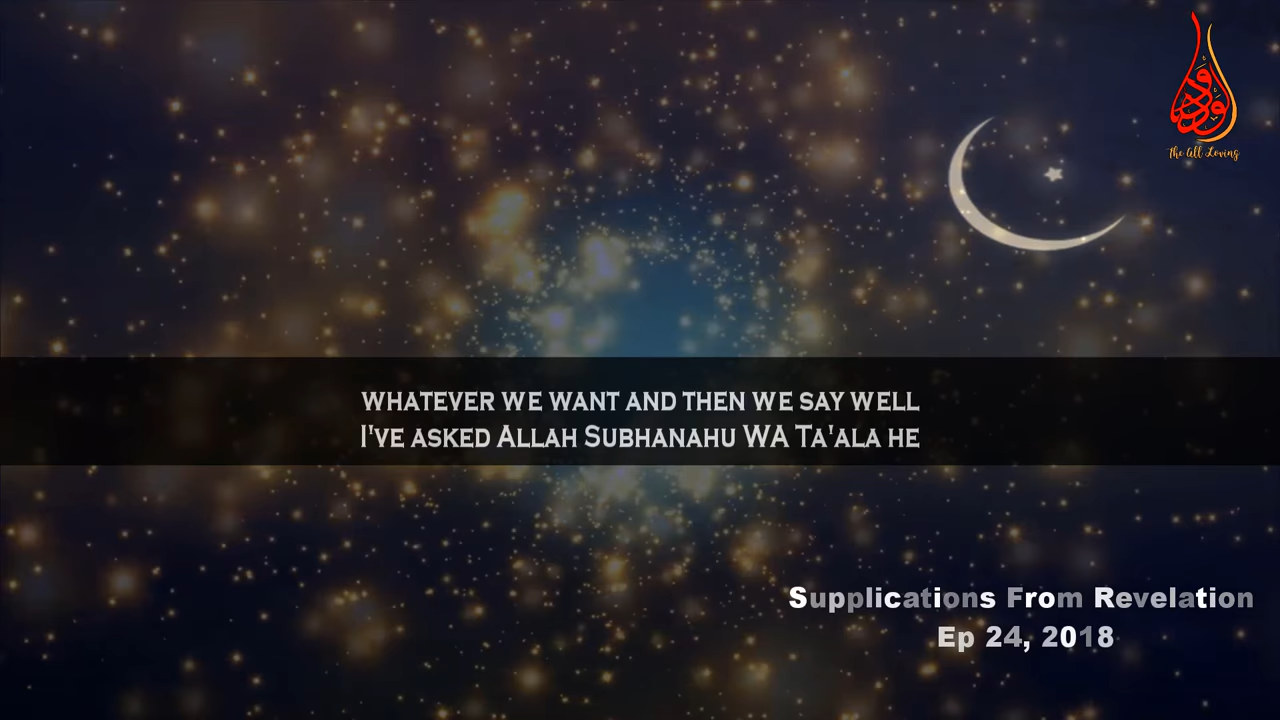 الودود
The All Loving
WHATEVER WE WANT AND THEN WE SAY WELL
I'VE ASKED ALLAH SUBHANAHU WA TA'ALA HE
Supplications From Revelation
Ep 24, 2018